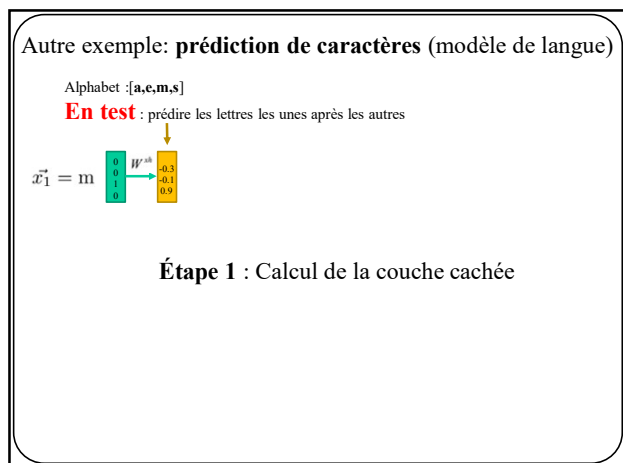 Autre exemple: prédiction de caractères (modèle de langue)
Alphabet :[a,e,m,s]
En test : prédire les lettres les unes après les autres
x⃗₁ = m
0
0
1
0
W^xh
-0.3
-0.1
0.9
Étape 1 : Calcul de la couche cachée